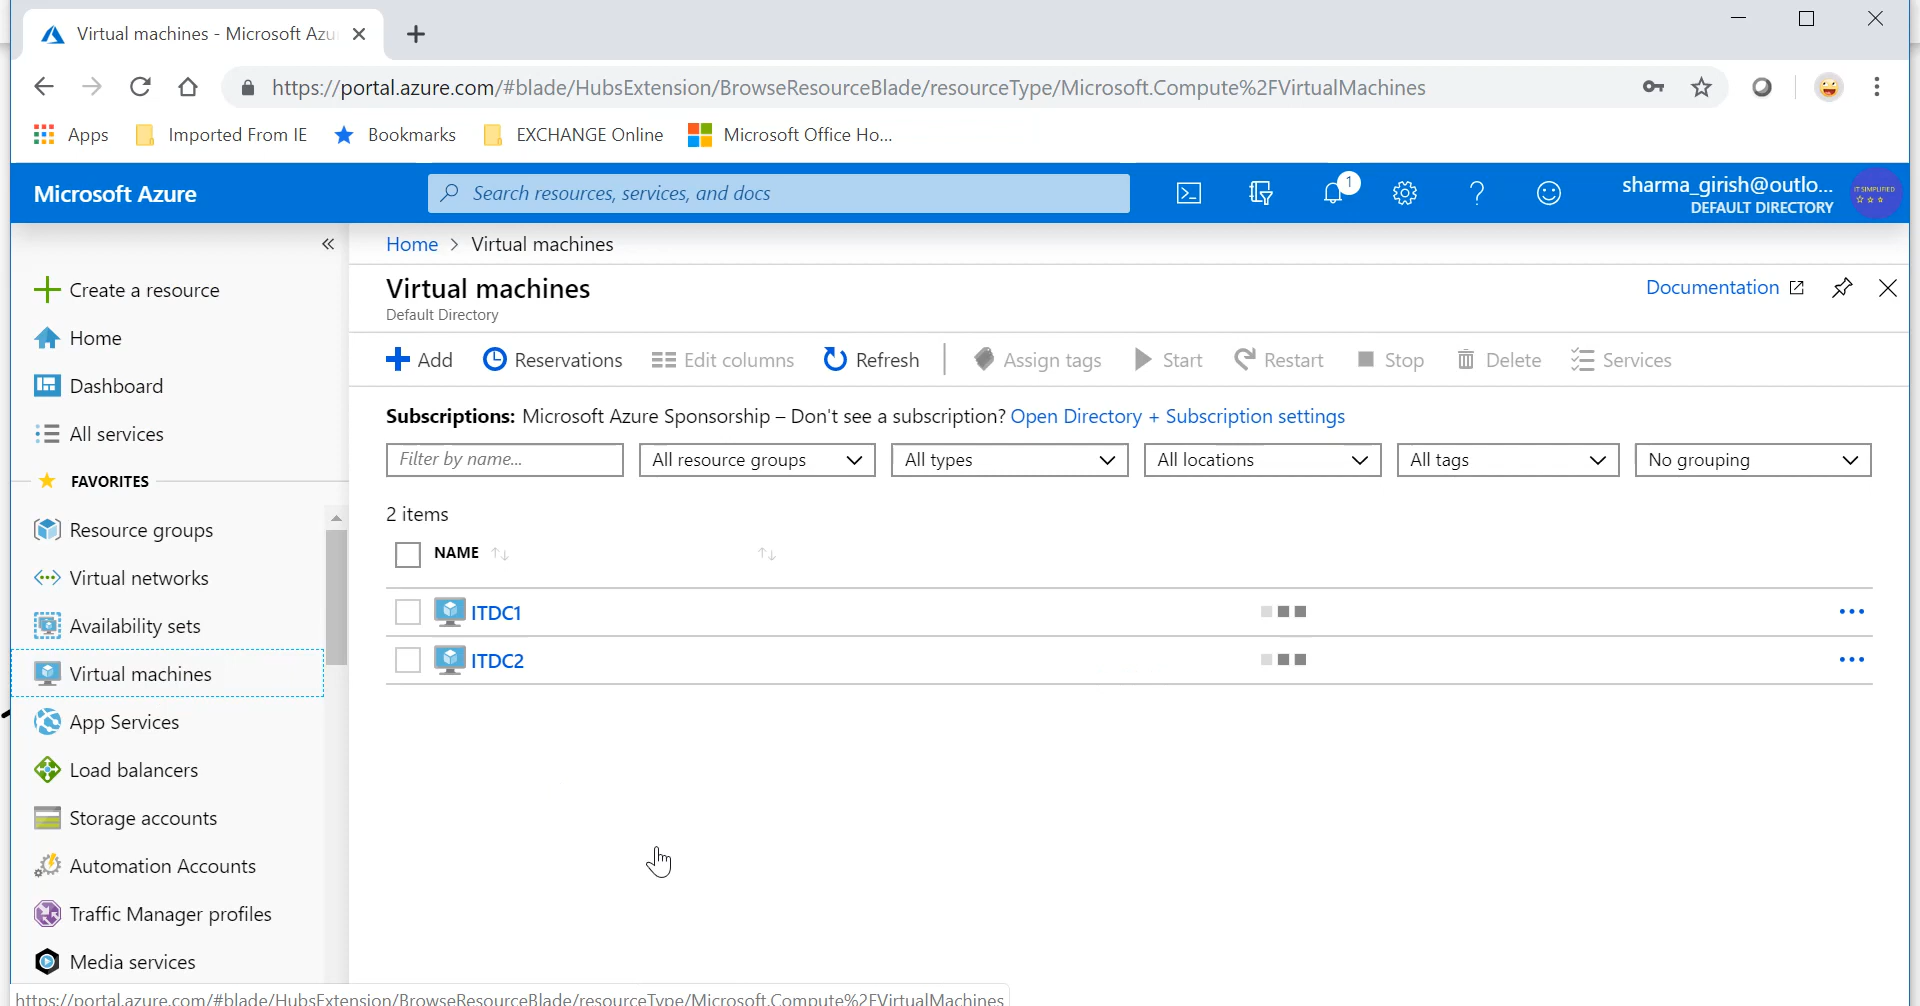 Virtual machines - Microsoft Azu
https://portal.azure.com/#blade/HubsExtension/BrowseResourceBlade/resourceType/Microsoft.Compute%2FVirtualMachines
Apps Imported From IE Bookmarks EXCHANGE Online Microsoft Office Ho...
Microsoft Azure Search resources, services, and docs 1 sharma_girish@outlo...
DEFAULT DIRECTORY
IT SIMPLIFIED
Home > Virtual machines
Virtual machines
Default Directory
Documentation
Add Reservations Edit columns Refresh Assign tags Start Restart Stop Delete Services
Subscriptions: Microsoft Azure Sponsorship – Don't see a subscription? Open Directory + Subscription settings
Filter by name... All resource groups All types All locations All tags No grouping
2 items
NAME
ITDC1
ITDC2
Create a resource
Home
Dashboard
All services
FAVORITES
Resource groups
Virtual networks
Availability sets
Virtual machines
App Services
Load balancers
Storage accounts
Automation Accounts
Traffic Manager profiles
Media services
https://portal.azure.com/#blade/HubsExtension/BrowseResourceBlade/resourceType/Microsoft.Compute%2FVirtualMachines